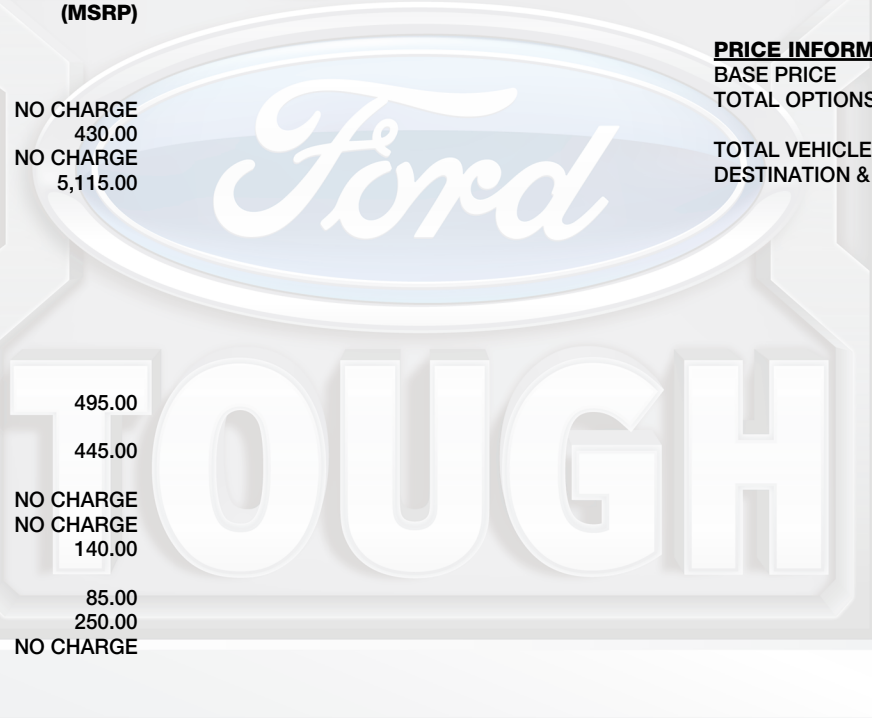 (MSRP)
NO CHARGE
430.00
NO CHARGE
5,115.00
495.00
445.00
NO CHARGE
NO CHARGE
140.00
85.00
250.00
NO CHARGE
PRICE INFORM
BASE PRICE
TOTAL OPTIONS
TOTAL VEHICLE
DESTINATION &
Ford
TOUGH